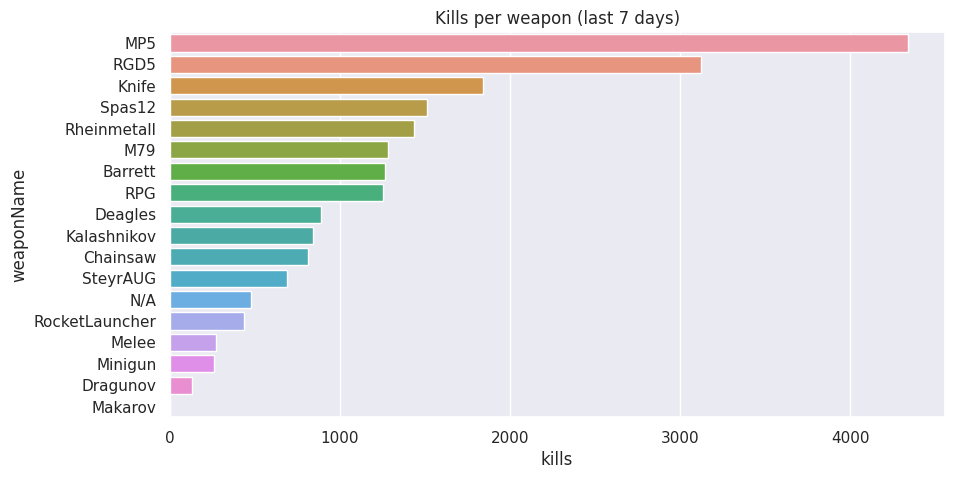 Kills per weapon (last 7 days)
weaponName
MP5
RGD5
Knife
Spas12
Rheinmetall
M79
Barrett
RPG
Deagles
Kalashnikov
Chainsaw
SteyrAUG
N/A
RocketLauncher
Melee
Minigun
Dragunov
Makarov
0 1000 2000 3000 4000
kills